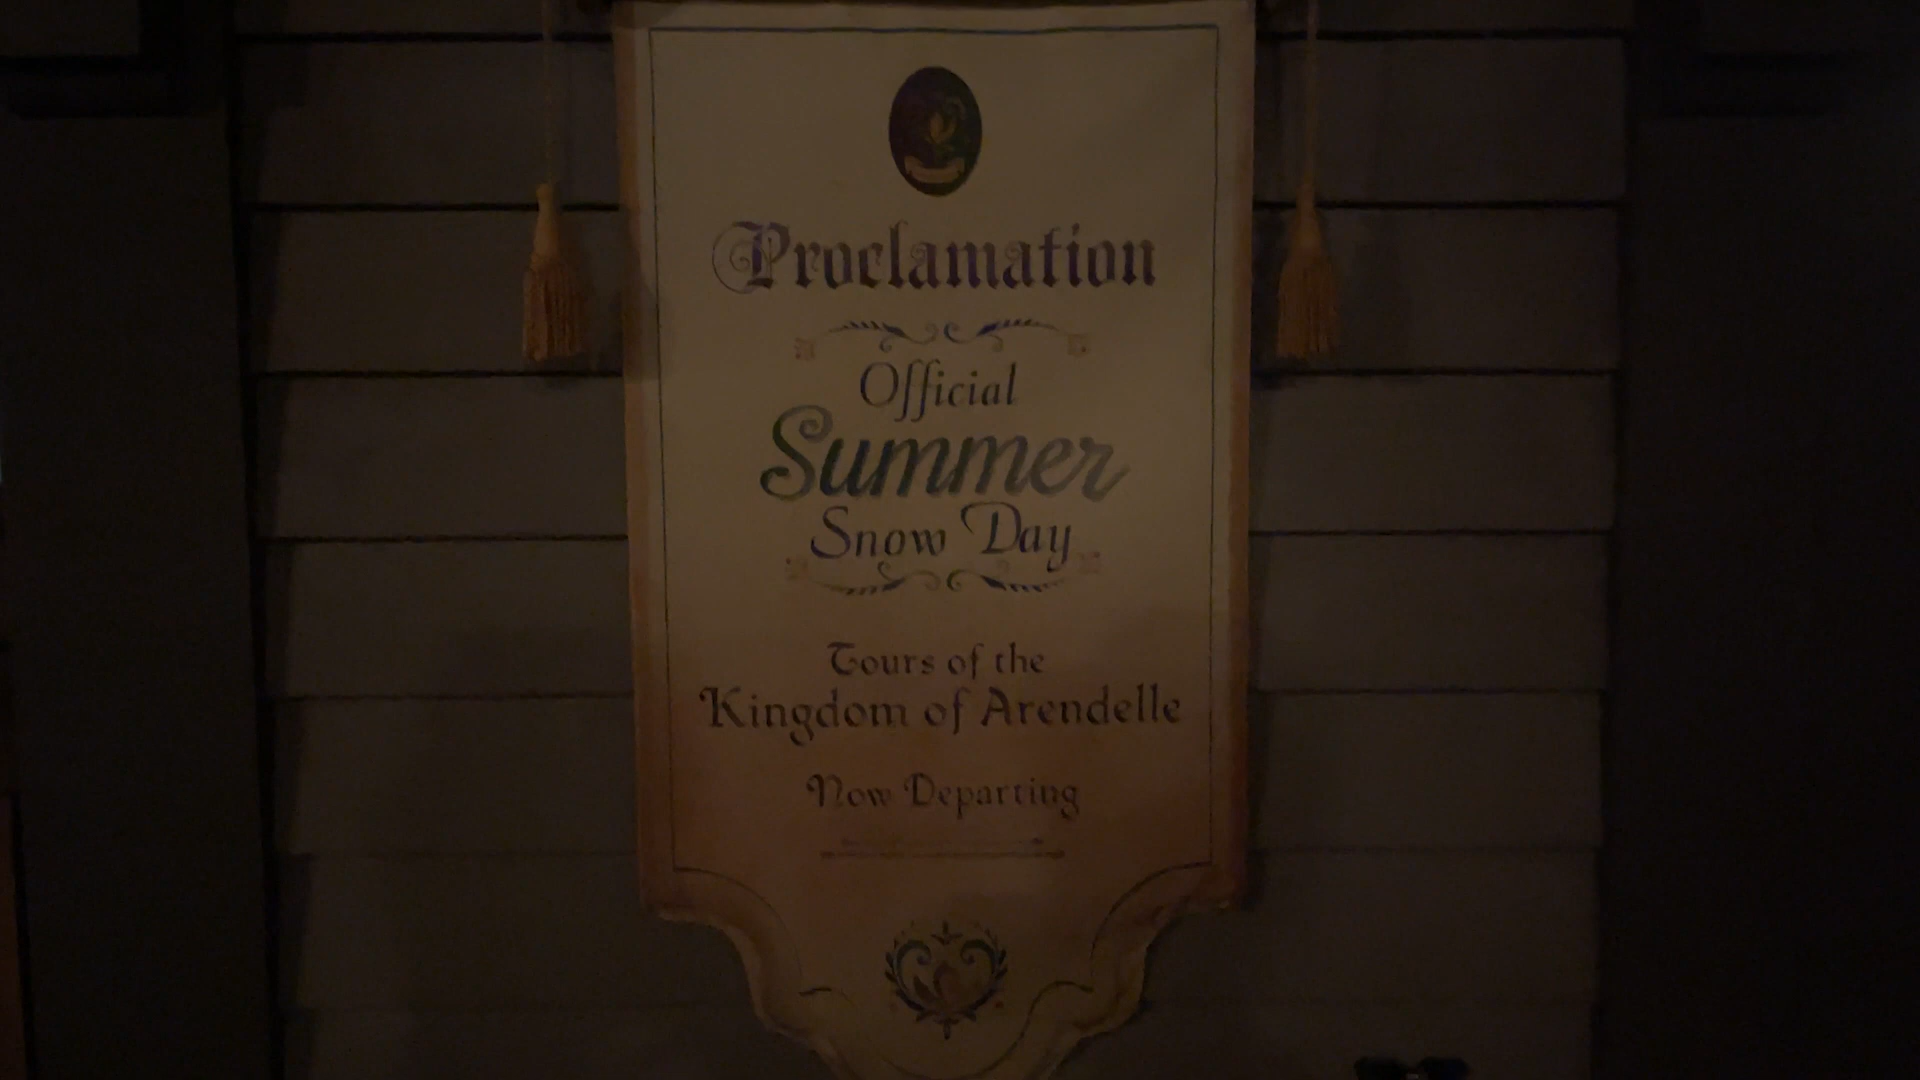 Proclamation
Official
Summer
Snow Day
Tours of the
Kingdom of Arendelle
Now Departing